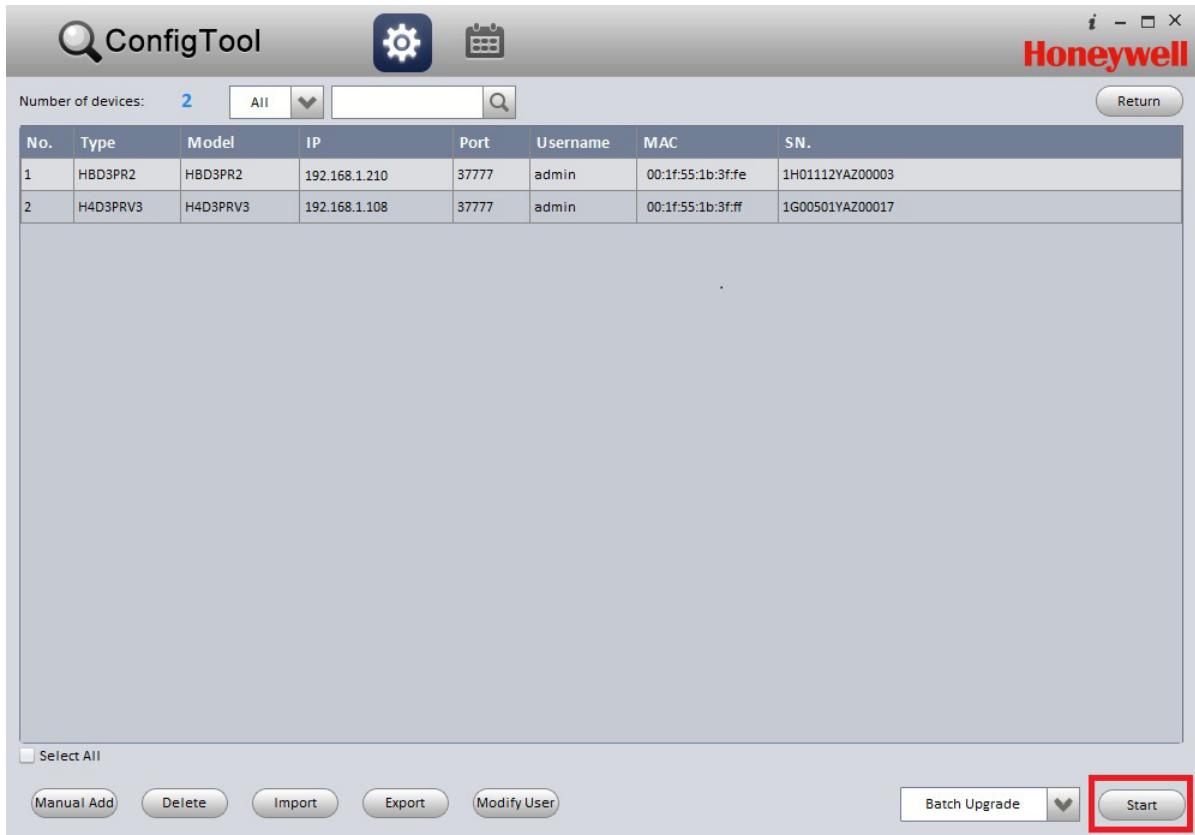 ConfigTool
i
Honeywell
Number of devices: 2 All Return
No. Type Model IP Port Username MAC SN.
1 HBD3PR2 HBD3PR2 192.168.1.210 37777 admin 00:1f:55:1b:3f:fe 1H01112YAZ00003
2 H4D3PRV3 H4D3PRV3 192.168.1.108 37777 admin 00:1f:55:1b:3f:ff 1G00501YAZ00017
Select All
Manual Add Delete Import Export Modify User Batch Upgrade Start